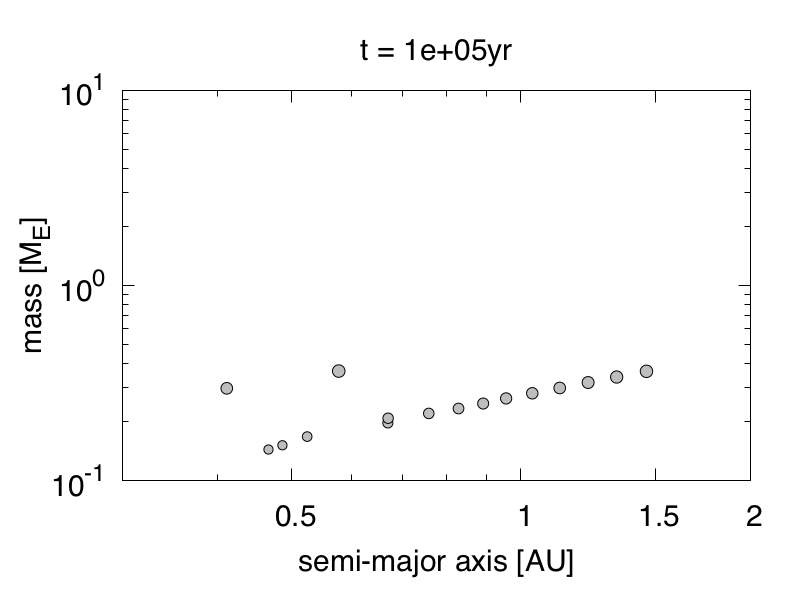 t = 1e+05yr
10^1
10^0
10^-1
mass [M_E]
0.5 1 1.5 2
semi-major axis [AU]